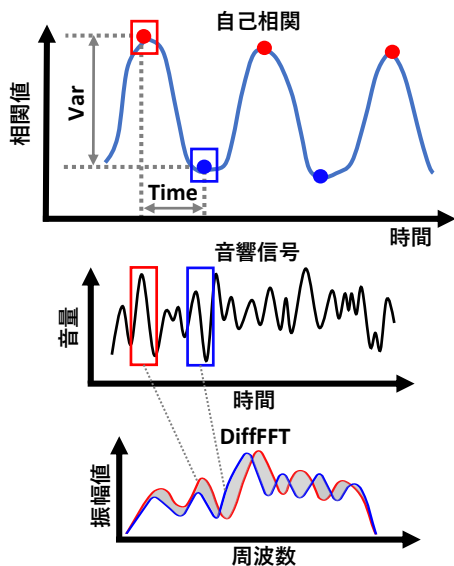 自己相関
相関値
Var
Time
時間
音響信号
音量
時間
DiffFFT
振幅値
周波数